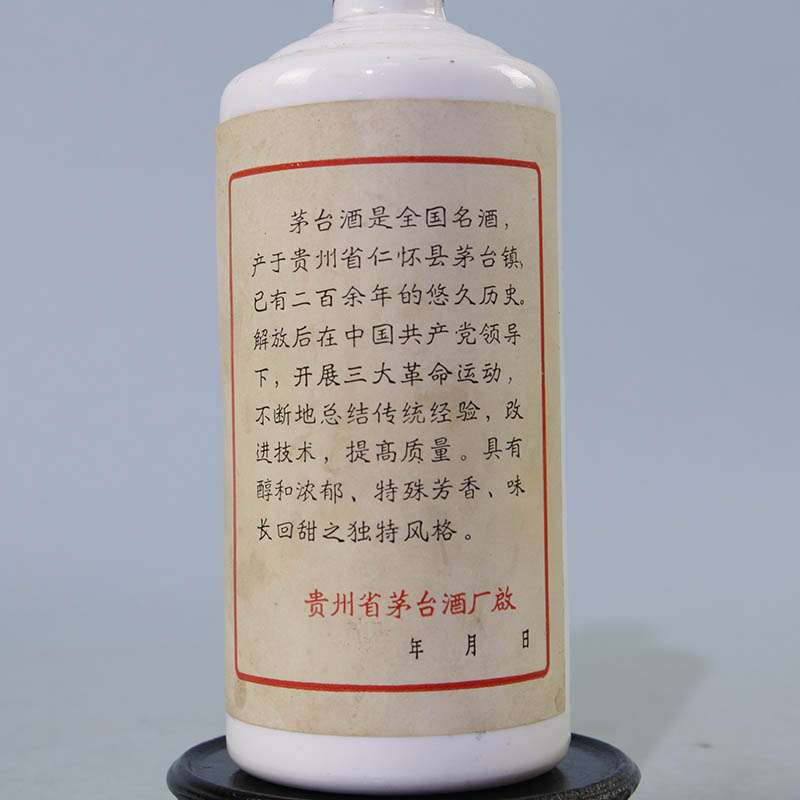 茅台酒是全国名酒，
产于贵州省仁怀县茅台镇，
已有二百余年的悠久历史。
解放后在中国共产党领导
下，开展三大革命运动，
不断地总结传统经验，改
进技术，提高质量。具有
醇和浓郁、特殊芳香、味
长回甜之独特风格。
贵州省茅台酒厂啟
年 月 日